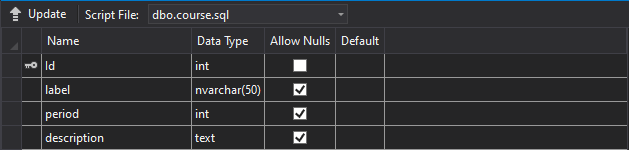 Update Script File: dbo.course.sql
Name Data Type Allow Nulls Default
Id int
label nvarchar(50)
period int
description text